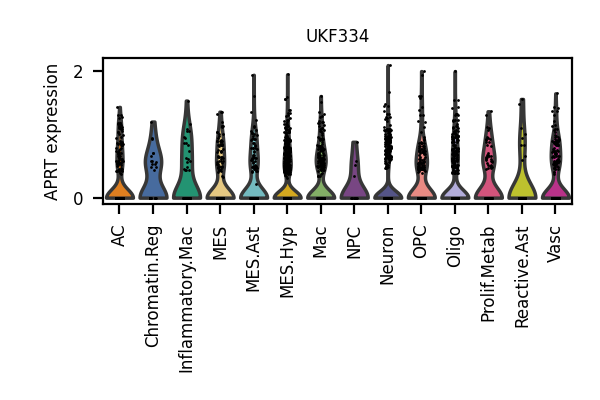 UKF334
APRT expression
2
0
AC
Chromatin.Reg
Inflammatory.Mac
MES
MES.Ast
MES.Hyp
Mac
NPC
Neuron
OPC
Oligo
Prolif.Metab
Reactive.Ast
Vasc